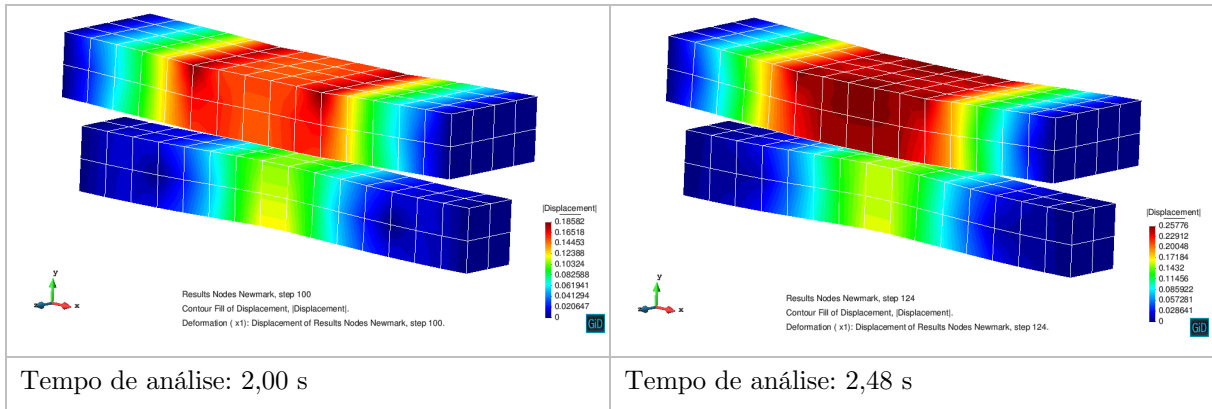 |Displacement|
0.18582
0.16518
0.14453
0.12388
0.10324
0.082588
0.061941
0.041294
0.020647
0
y
x
Results Nodes Newmark, step 100
Contour Fill of Displacement, |Displacement|.
Deformation ( x1): Displacement of Results Nodes Newmark, step 100.
GiD
|Displacement|
0.25776
0.22912
0.20048
0.17184
0.1432
0.11456
0.085922
0.057281
0.028641
0
y
x
Results Nodes Newmark, step 124
Contour Fill of Displacement, |Displacement|.
Deformation ( x1): Displacement of Results Nodes Newmark, step 124.
GiD
Tempo de análise: 2,00 s
Tempo de análise: 2,48 s